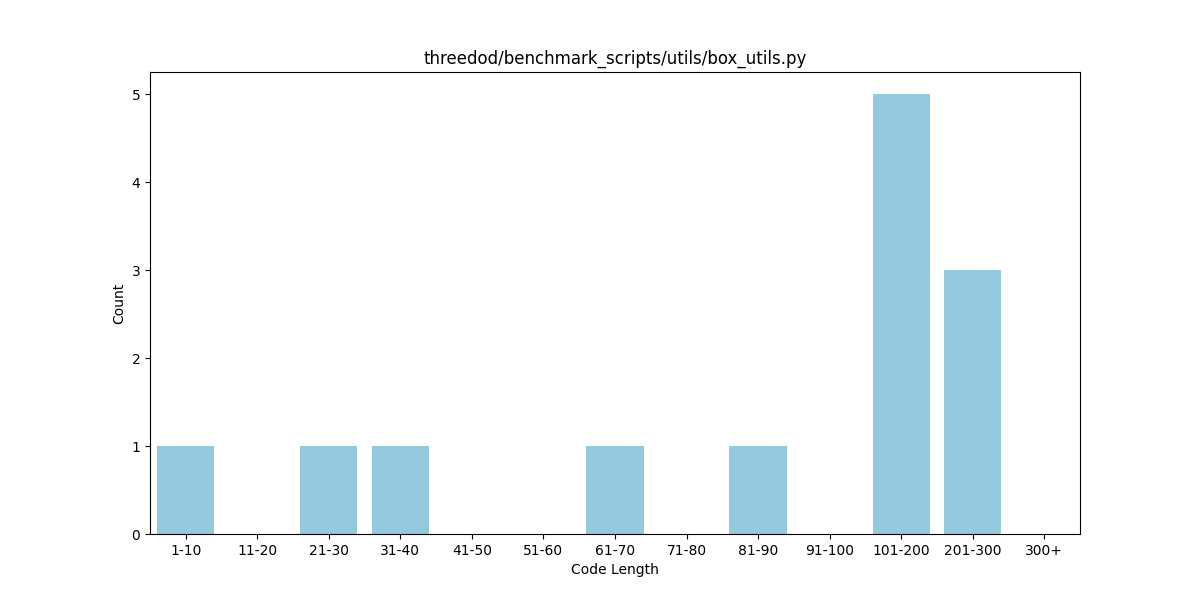 threedod/benchmark_scripts/utils/box_utils.py
5
4
3
2
1
0
Count
1-10 11-20 21-30 31-40 41-50 51-60 61-70 71-80 81-90 91-100 101-200 201-300 300+
Code Length